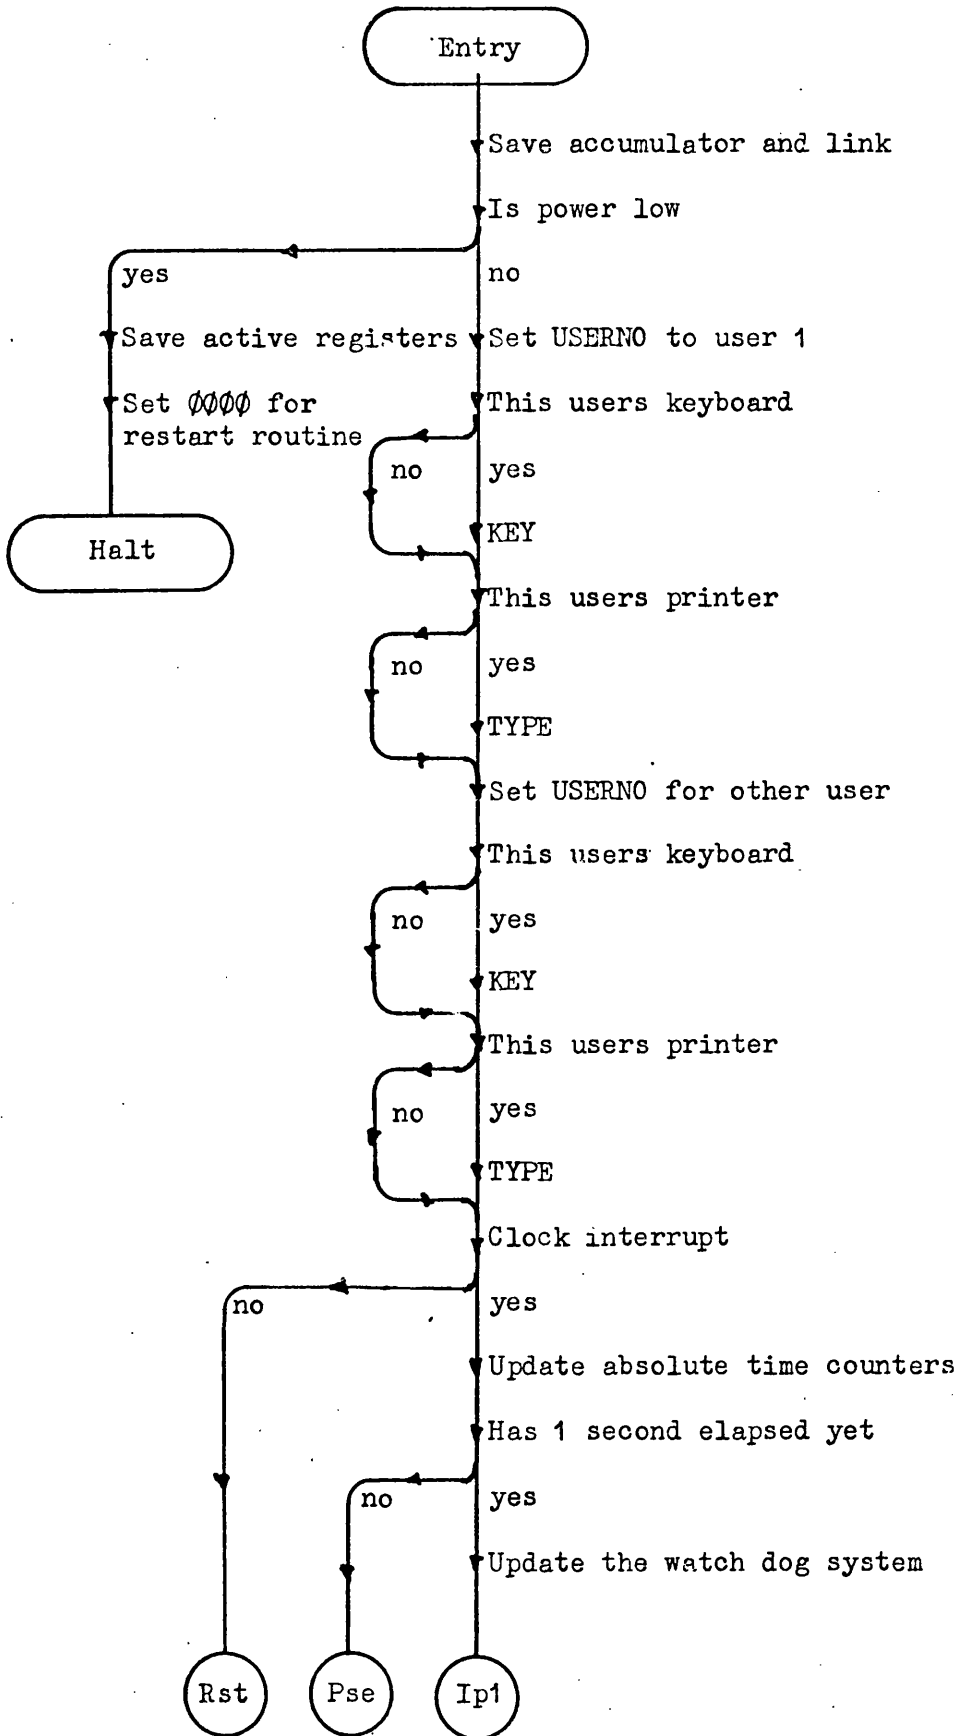 Entry
Save accumulator and link
Is power low
yes
no
Save active registers
Set USERNO to user 1
Set ØØØØ for
restart routine
This users keyboard
no
yes
Halt
KEY
This users printer
no
yes
TYPE
Set USERNO for other user
This users keyboard
no
yes
KEY
This users printer
no
yes
TYPE
Clock interrupt
no
yes
Update absolute time counters
Has 1 second elapsed yet
no
yes
Update the watch dog system
Rst
Pse
Ip1